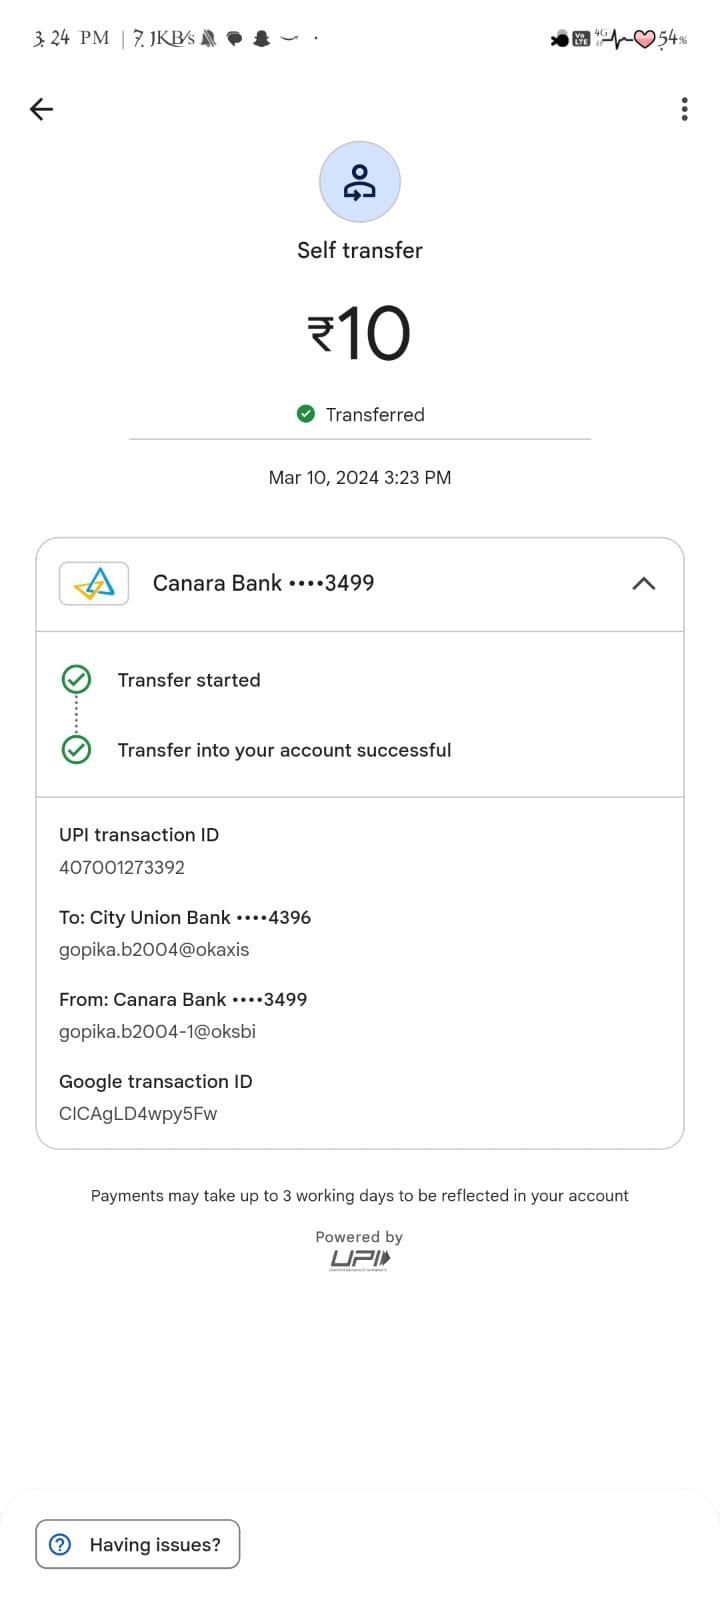 3:24 PM | 7.1KB/s
4G
54%
Self transfer
₹10
Transferred
Mar 10, 2024 3:23 PM
Canara Bank ••••3499
Transfer started
Transfer into your account successful
UPI transaction ID
407001273392
To: City Union Bank ••••4396
gopika.b2004@okaxis
From: Canara Bank ••••3499
gopika.b2004-1@oksbi
Google transaction ID
CICAgLD4wpy5Fw
Payments may take up to 3 working days to be reflected in your account
Powered by
UPI
Having issues?